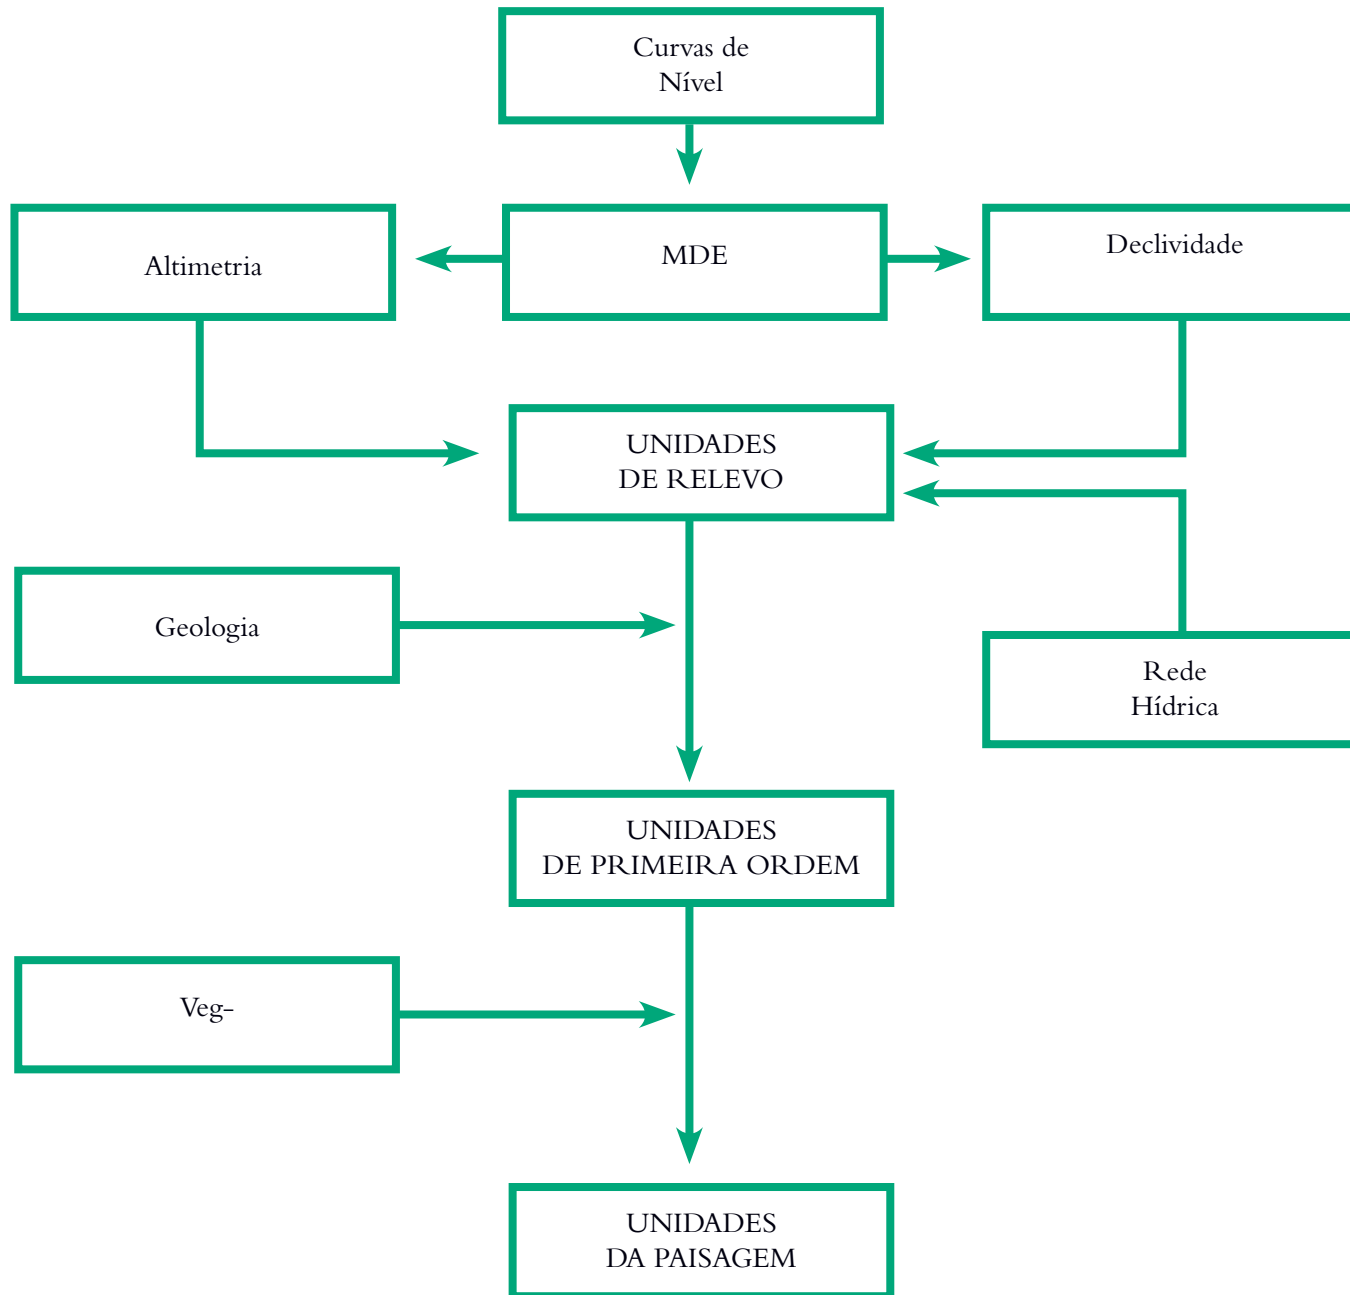 Curvas de
Nível
Altimetria
MDE
Declividade
UNIDADES
DE RELEVO
Geologia
Rede
Hídrica
UNIDADES
DE PRIMEIRA ORDEM
Veg-
UNIDADES
DA PAISAGEM